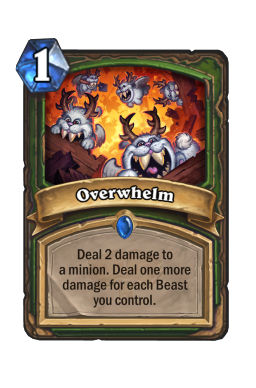 1
Overwhelm
Deal 2 damage to
a minion. Deal one more
damage for each Beast
you control.